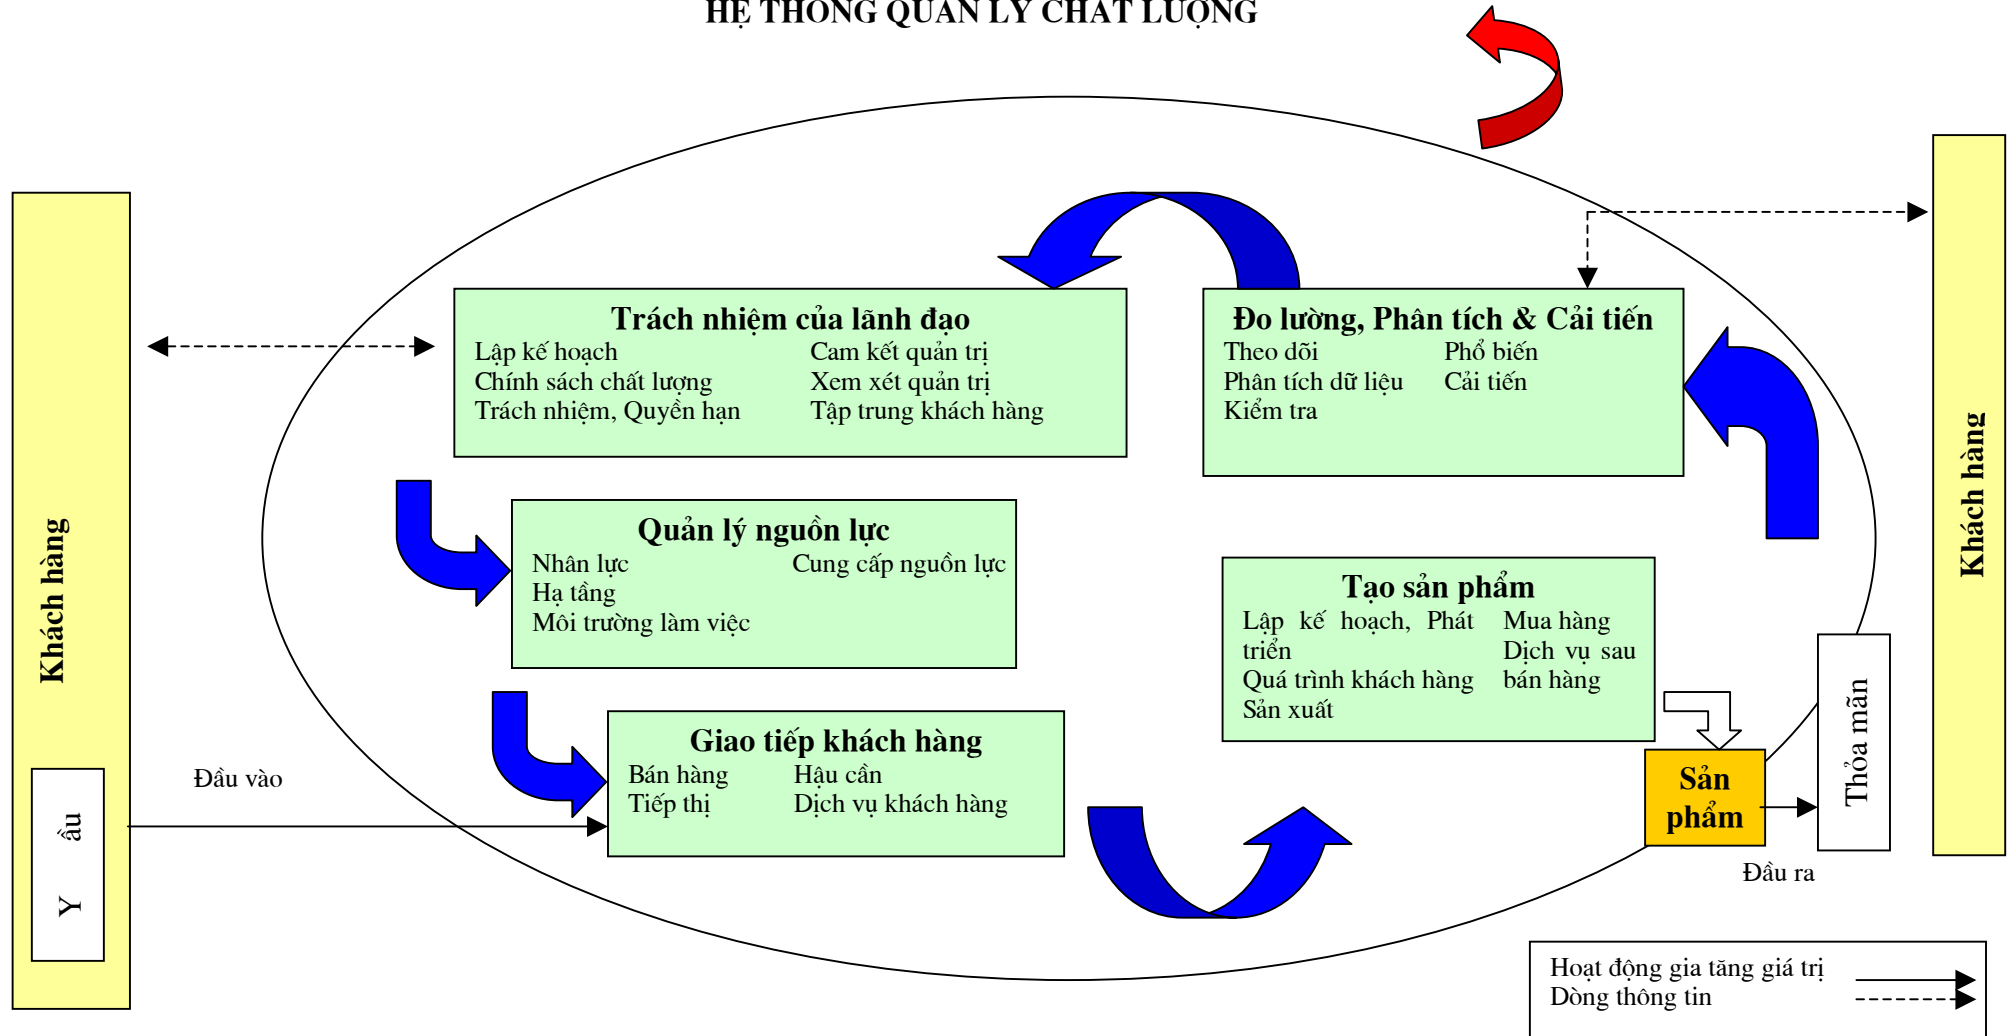 HỆ THỐNG QUẢN LÝ CHẤT LƯỢNG
Khách hàng
Y ầu
Đầu vào
Trách nhiệm của lãnh đạo
Lập kế hoạch Cam kết quản trị
Chính sách chất lượng Xem xét quản trị
Trách nhiệm, Quyền hạn Tập trung khách hàng
Đo lường, Phân tích & Cải tiến
Theo dõi Phổ biến
Phân tích dữ liệu Cải tiến
Kiểm tra
Quản lý nguồn lực
Nhân lực Cung cấp nguồn lực
Hạ tầng
Môi trường làm việc
Giao tiếp khách hàng
Bán hàng Hậu cần
Tiếp thị Dịch vụ khách hàng
Tạo sản phẩm
Lập kế hoạch, Phát Mua hàng
triển Dịch vụ sau
Quá trình khách hàng bán hàng
Sản xuất
Sản
phẩm
Thỏa mãn
Đầu ra
Khách hàng
Hoạt động gia tăng giá trị
Dòng thông tin